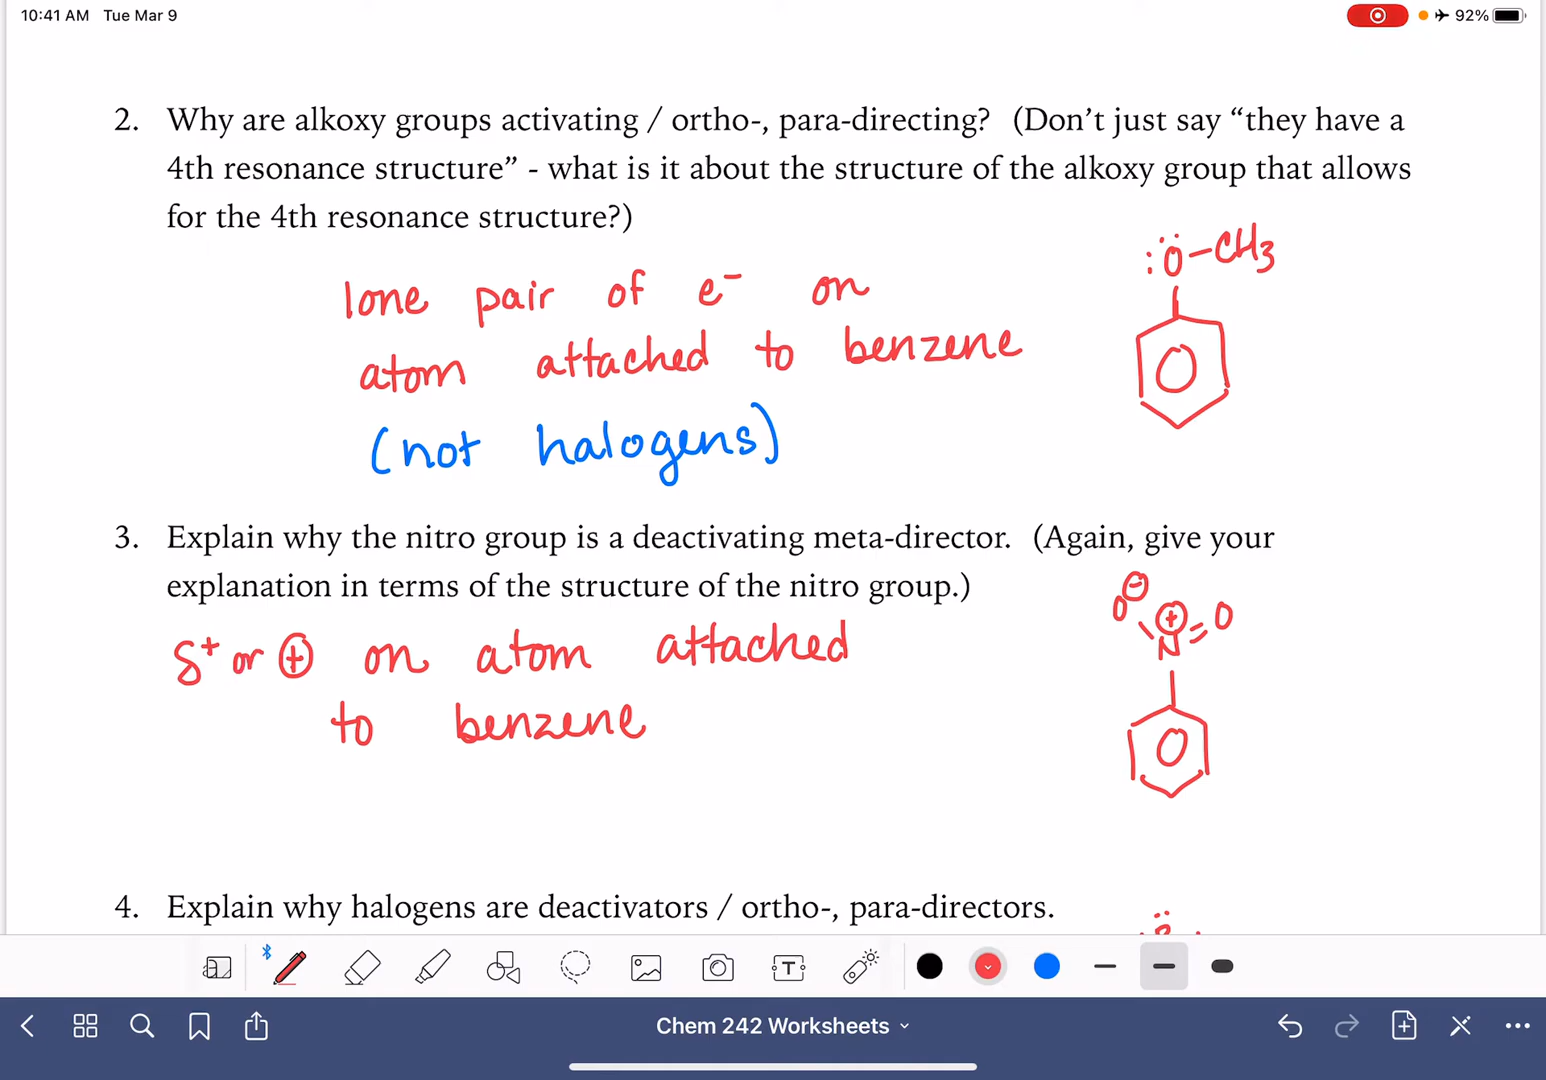 10:41 AM Tue Mar 9
92%
2. Why are alkoxy groups activating / ortho-, para-directing? (Don’t just say “they have a
4th resonance structure” - what is it about the structure of the alkoxy group that allows
for the 4th resonance structure?)
:Ö-CH3
lone pair of e⁻ on
atom attached to benzene
(not halogens)
3. Explain why the nitro group is a deactivating meta-director. (Again, give your
explanation in terms of the structure of the nitro group.)
O⊖ ⊕ N=O
δ+ or ⊕ on atom attached
to benzene
4. Explain why halogens are deactivators / ortho-, para-directors.
a
T
Chem 242 Worksheets